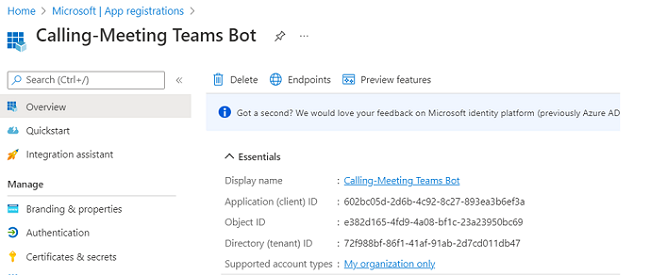 Home > Microsoft | App registrations >
Calling-Meeting Teams Bot
Search (Ctrl+/)
«
Delete
Endpoints
Preview features
Overview
Quickstart
Integration assistant
Manage
Branding & properties
Authentication
Certificates & secrets
Got a second? We would love your feedback on Microsoft identity platform (previously Azure AD
Essentials
Display name : Calling-Meeting Teams Bot
Application (client) ID : 602bc05d-2d6b-4c92-8c27-893ea3b6ef3a
Object ID : e382d165-4fd9-4a08-bf1c-23a23950bc69
Directory (tenant) ID : 72f988bf-86f1-41af-91ab-2d7cd011db47
Supported account types : My organization only